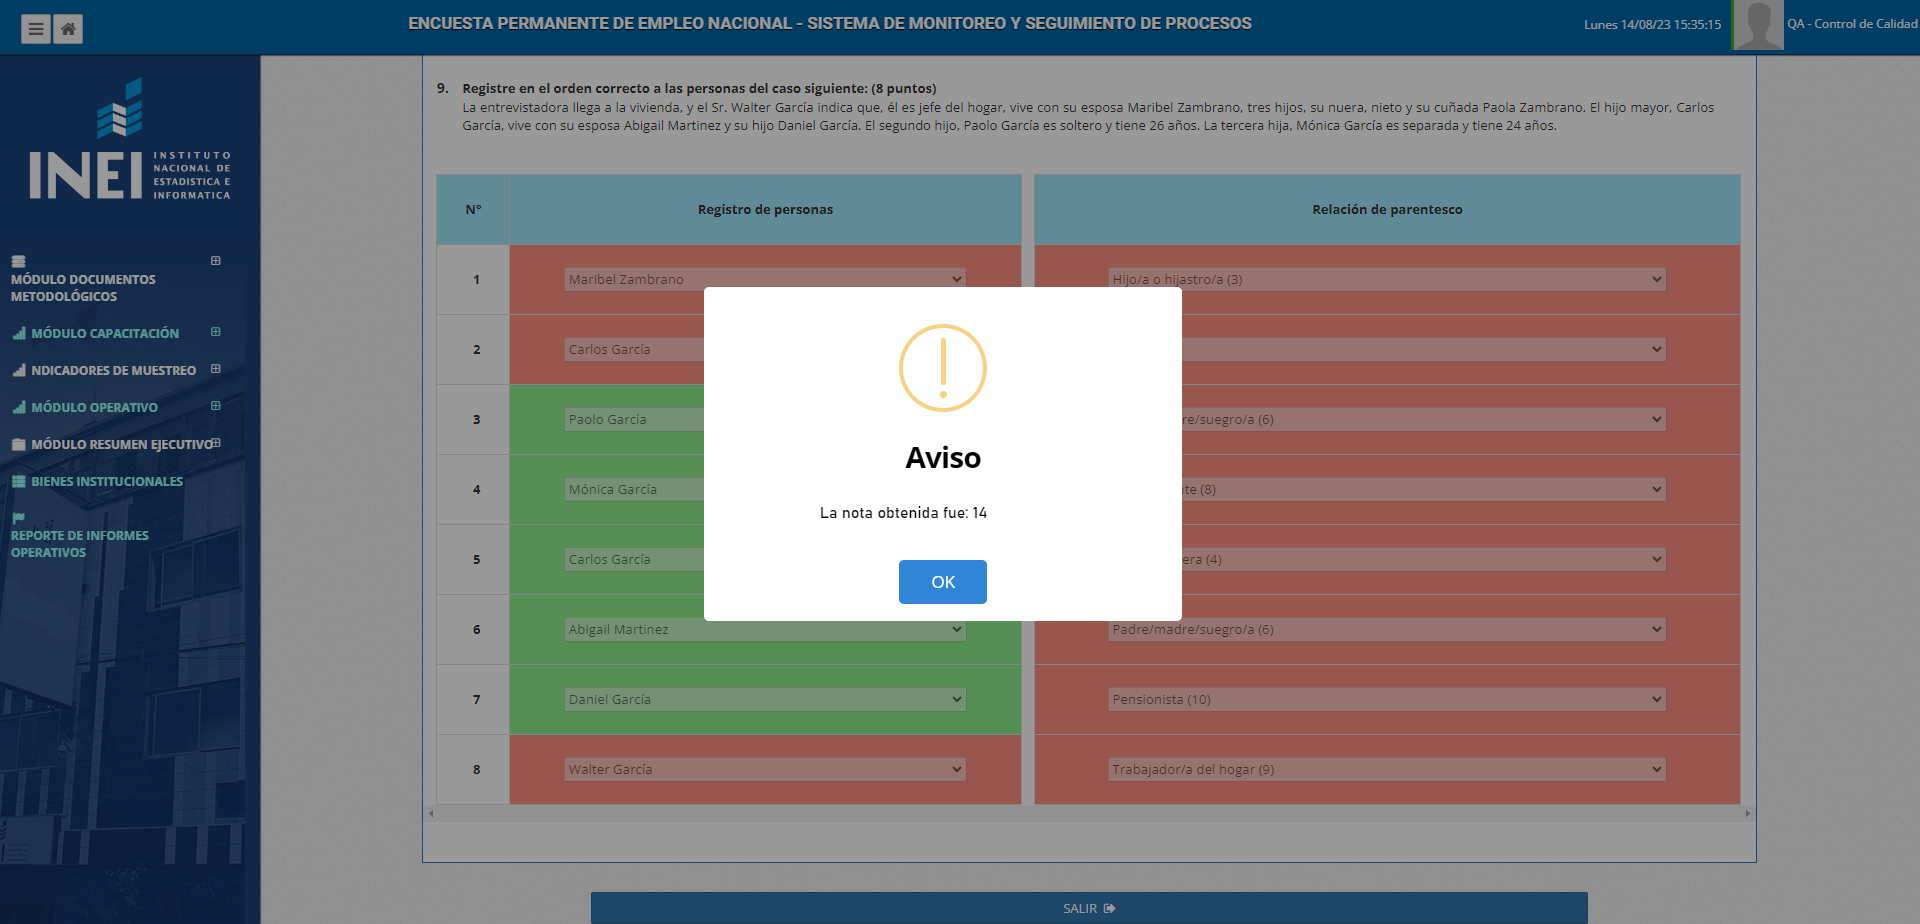 ENCUESTA PERMANENTE DE EMPLEO NACIONAL - SISTEMA DE MONITOREO Y SEGUIMIENTO DE PROCESOS
Lunes 14/08/23 15:35:15
QA - Control de Calidad
INEI
INSTITUTO
NACIONAL DE
ESTADISTICA E
INFORMATICA
MÓDULO DOCUMENTOS
METODOLÓGICOS
MÓDULO CAPACITACIÓN
NDICADORES DE MUESTREO
MÓDULO OPERATIVO
MÓDULO RESUMEN EJECUTIVO
BIENES INSTITUCIONALES
REPORTE DE INFORMES
OPERATIVOS
9. Registre en el orden correcto a las personas del caso siguiente: (8 puntos)
La entrevistadora llega a la vivienda, y el Sr. Walter García indica que, él es jefe del hogar, vive con su esposa Maribel Zambrano, tres hijos, su nuera, nieto y su cuñada Paola Zambrano. El hijo mayor, Carlos
García, vive con su esposa Abigail Martinez y su hijo Daniel García. El segundo hijo, Paolo García es soltero y tiene 26 años. La tercera hija, Mónica García es separada y tiene 24 años.
N° Registro de personas Relación de parentesco
1 Maribel Zambrano Hijo/a o hijastro/a (3)
2 Carlos García
3 Paolo García re/suegro/a (6)
4 Mónica García te (8)
5 Carlos García era (4)
6 Abigail Martinez Padre/madre/suegro/a (6)
7 Daniel García Pensionista (10)
8 Walter García Trabajador/a del hogar (9)
Aviso
La nota obtenida fue: 14
OK
SALIR